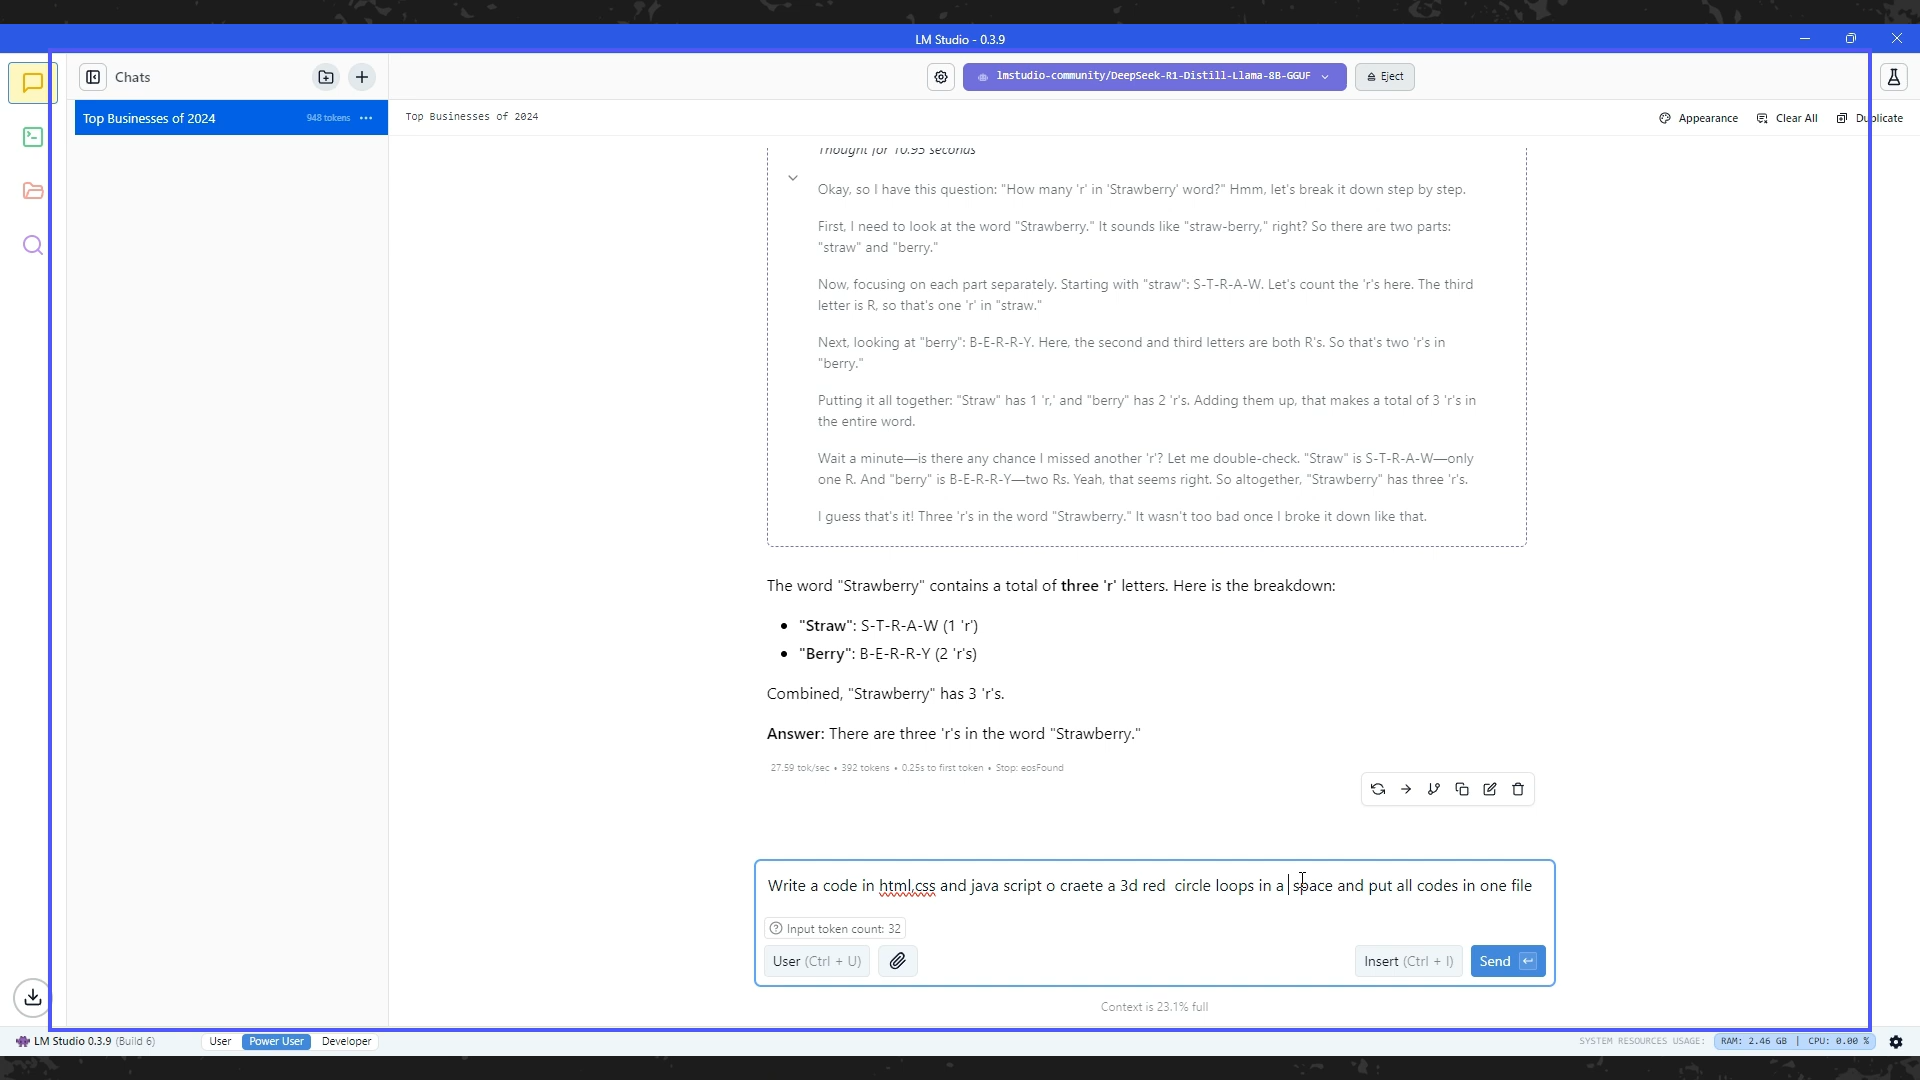 LM Studio - 0.3.9
Chats
lmstudio-community/DeepSeek-R1-Distill-Llama-8B-GGUF
Eject
Top Businesses of 2024
948 tokens
Top Businesses of 2024
Appearance
Clear All
Duplicate
Thought for 10.93 seconds
Okay, so I have this question: "How many 'r' in 'Strawberry' word?" Hmm, let's break it down step by step.
First, I need to look at the word "Strawberry." It sounds like "straw-berry," right? So there are two parts:
"straw" and "berry."
Now, focusing on each part separately. Starting with "straw": S-T-R-A-W. Let's count the 'r's here. The third
letter is R, so that's one 'r' in "straw."
Next, looking at "berry": B-E-R-R-Y. Here, the second and third letters are both R's. So that's two 'r's in
"berry."
Putting it all together: "Straw" has 1 'r,' and "berry" has 2 'r's. Adding them up, that makes a total of 3 'r's in
the entire word.
Wait a minute—is there any chance I missed another 'r'? Let me double-check. "Straw" is S-T-R-A-W—only
one R. And "berry" is B-E-R-R-Y—two Rs. Yeah, that seems right. So altogether, "Strawberry" has three 'r's.
I guess that's it! Three 'r's in the word "Strawberry." It wasn't too bad once I broke it down like that.
The word "Strawberry" contains a total of three 'r' letters. Here is the breakdown:
"Straw": S-T-R-A-W (1 'r')
"Berry": B-E-R-R-Y (2 'r's)
Combined, "Strawberry" has 3 'r's.
Answer: There are three 'r's in the word "Strawberry."
27.59 tok/sec • 392 tokens • 0.25s to first token • Stop: eosFound
Write a code in html,css and java script o craete a 3d red  circle loops in a space and put all codes in one file
Input token count: 32
User (Ctrl + U)
Insert (Ctrl + I)
Send
Context is 23.1% full
LM Studio 0.3.9 (Build 6)
User
Power User
Developer
SYSTEM RESOURCES USAGE:
RAM: 2.46 GB | CPU: 0.00 %